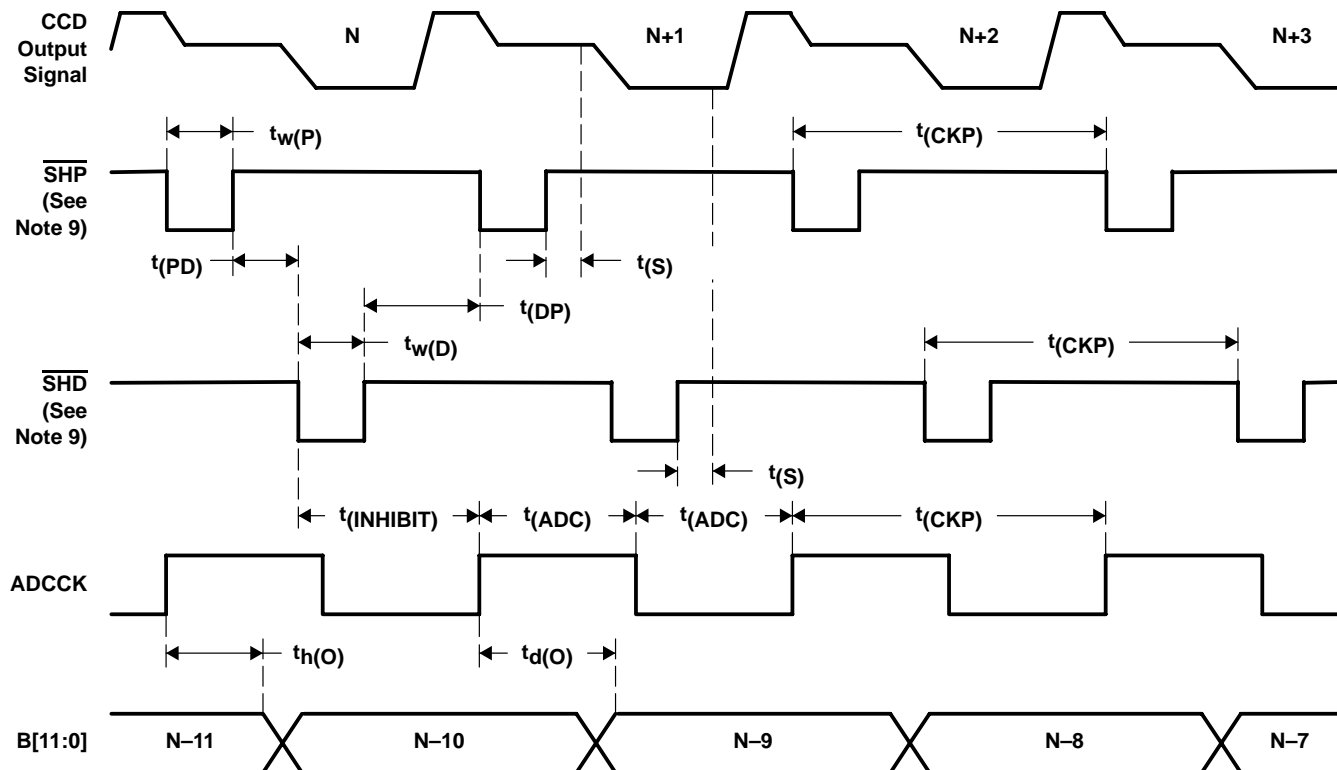 CCD
Output
Signal
N
N+1
N+2
N+3
tw(P)
t(CKP)
SHP
(See
Note 9)
t(PD)
t(S)
t(DP)
tw(D)
t(CKP)
SHD
(See
Note 9)
t(S)
t(INHIBIT)
t(ADC)
t(ADC)
t(CKP)
ADCCK
th(O)
td(O)
B[11:0]
N–11
N–10
N–9
N–8
N–7